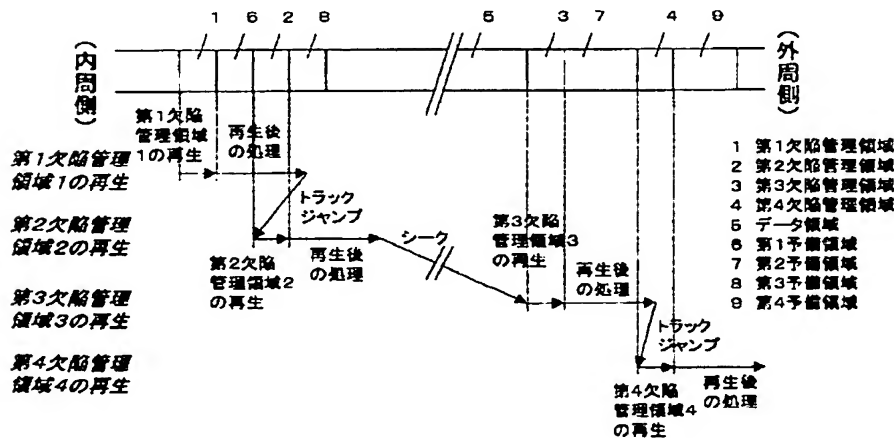 1 6 2 8 5 3 7 4 9
(内周側)
(外周側)
第1欠陥
管理領域
1の再生
再生後
の処理
第1欠陥管理
領域1の再生
トラック
ジャンプ
第2欠陥管理
領域2の再生
第2欠陥
管理領域2
の再生
再生後
の処理
シーク
第3欠陥
管理領域3
の再生
再生後
の処理
第3欠陥管理
領域3の再生
トラック
ジャンプ
第4欠陥管理
領域4の再生
第4欠陥
管理領域4
の再生
再生後
の処理
1 第1欠陥管理領域
2 第2欠陥管理領域
3 第3欠陥管理領域
4 第4欠陥管理領域
5 データ領域
6 第1予備領域
7 第2予備領域
8 第3予備領域
9 第4予備領域